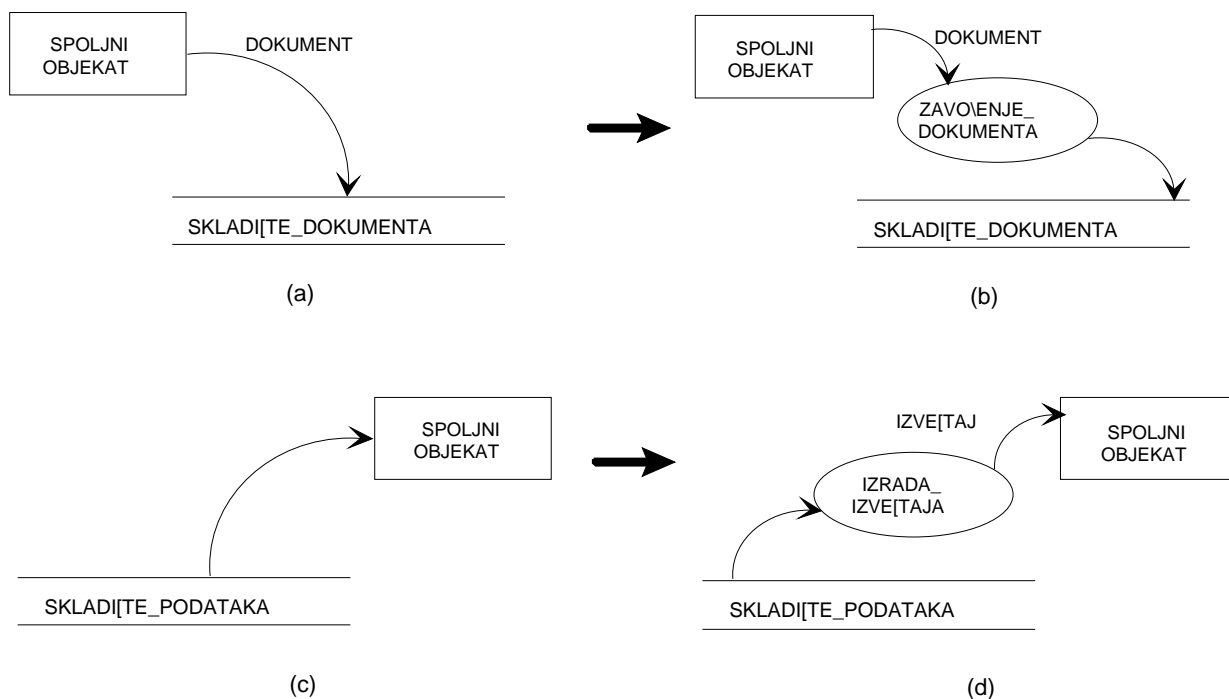 SPOLJNI
OBJEKAT
DOKUMENT
SKLADI[TE_DOKUMENTA
(a)
SPOLJNI
OBJEKAT
DOKUMENT
ZAVO\ENJE_
DOKUMENTA
SKLADI[TE_DOKUMENTA
(b)
SPOLJNI
OBJEKAT
SKLADI[TE_PODATAKA
(c)
IZVE[TAJ
SPOLJNI
OBJEKAT
IZRADA_
IZVE[TAJA
SKLADI[TE_PODATAKA
(d)